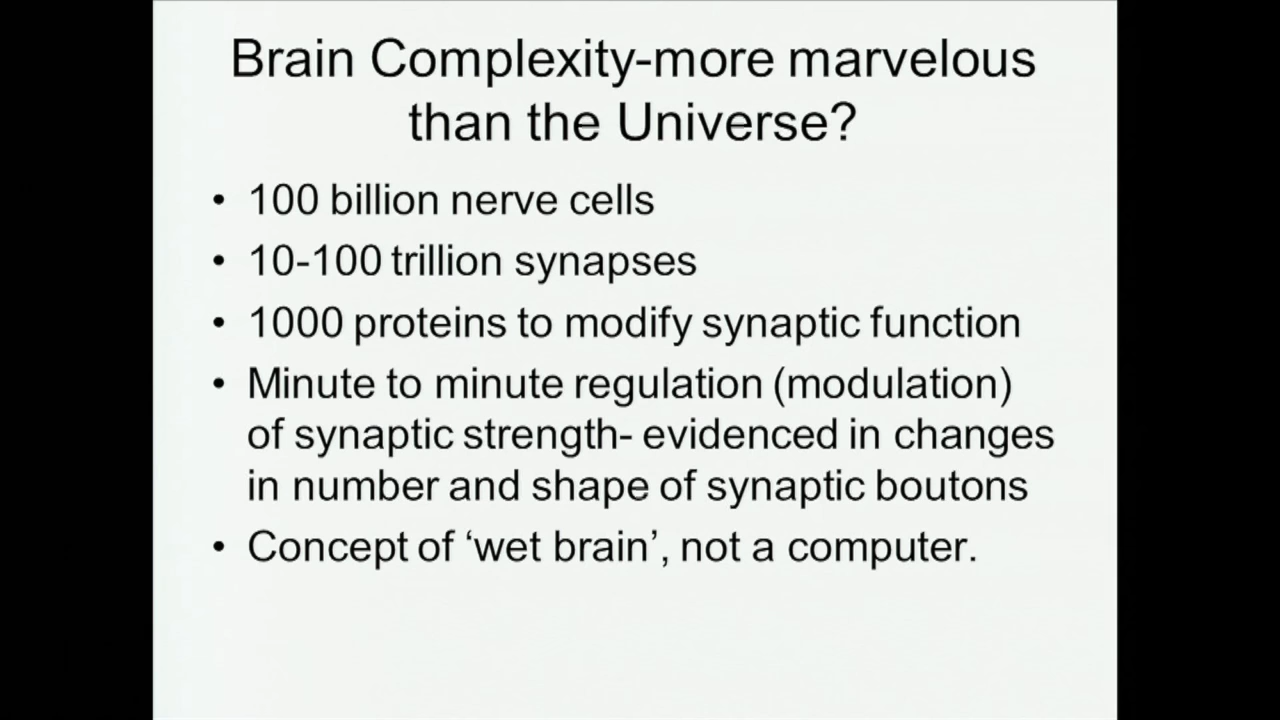 Brain Complexity-more marvelous
than the Universe?
• 100 billion nerve cells
• 10-100 trillion synapses
• 1000 proteins to modify synaptic function
• Minute to minute regulation (modulation)
of synaptic strength- evidenced in changes
in number and shape of synaptic boutons
• Concept of ‘wet brain’, not a computer.